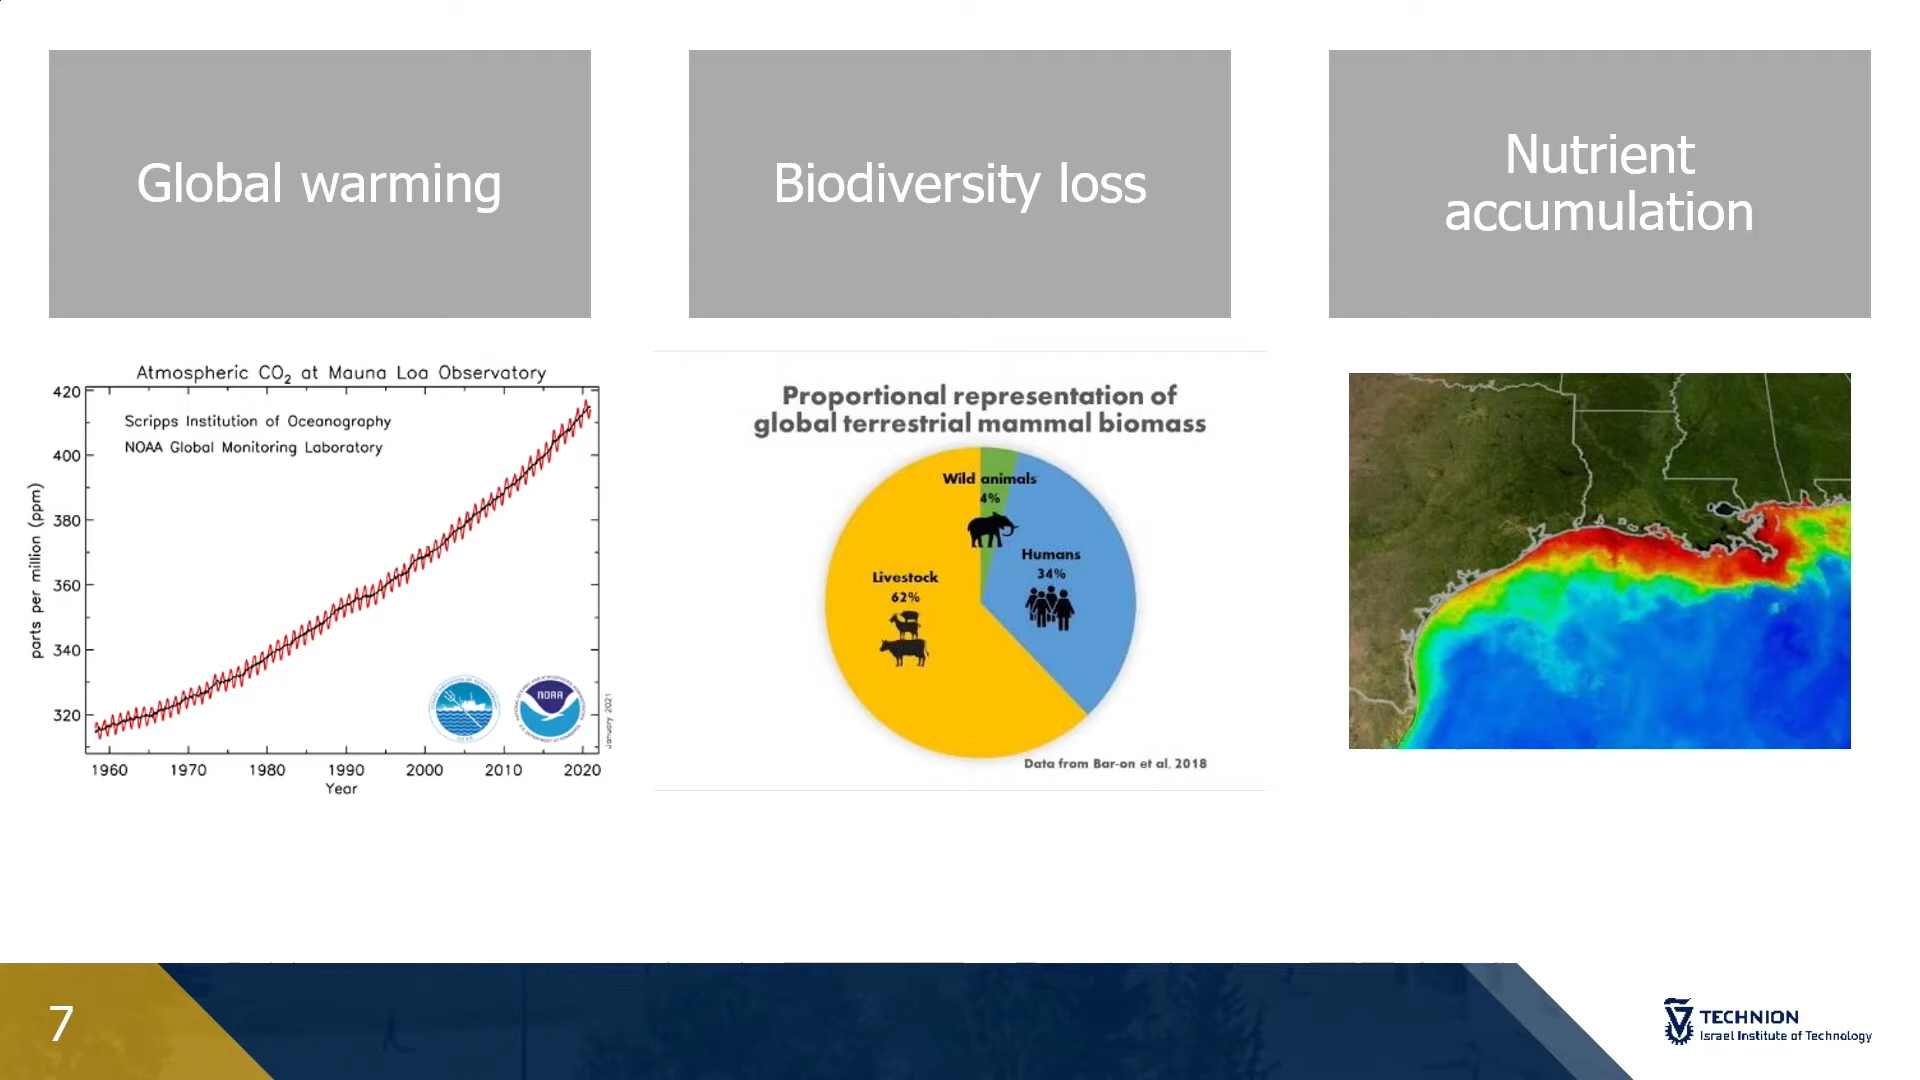 Global warming
Biodiversity loss
Nutrient
accumulation
Atmospheric CO2 at Mauna Loa Observatory
Scripps Institution of Oceanography
NOAA Global Monitoring Laboratory
parts per million (ppm)
420
400
380
360
340
320
1960 1970 1980 1990 2000 2010 2020
Year
NOAA
January 2021
Proportional representation of
global terrestrial mammal biomass
Wild animals
4%
Humans
34%
Livestock
62%
Data from Bar-on et al, 2018
7
TECHNION
Israel Institute of Technology